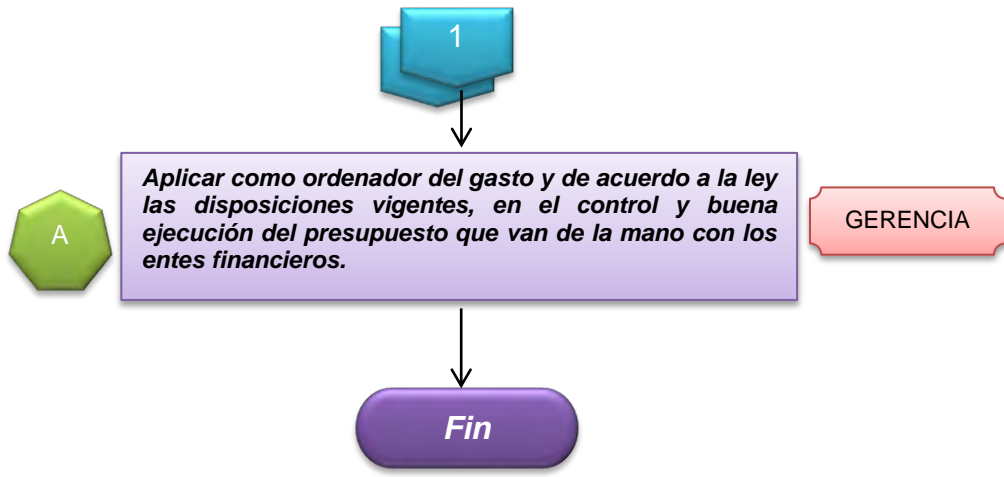 1
Aplicar como ordenador del gasto y de acuerdo a la ley
las disposiciones vigentes, en el control y buena
ejecución del presupuesto que van de la mano con los
entes financieros.
A
GERENCIA
Fin